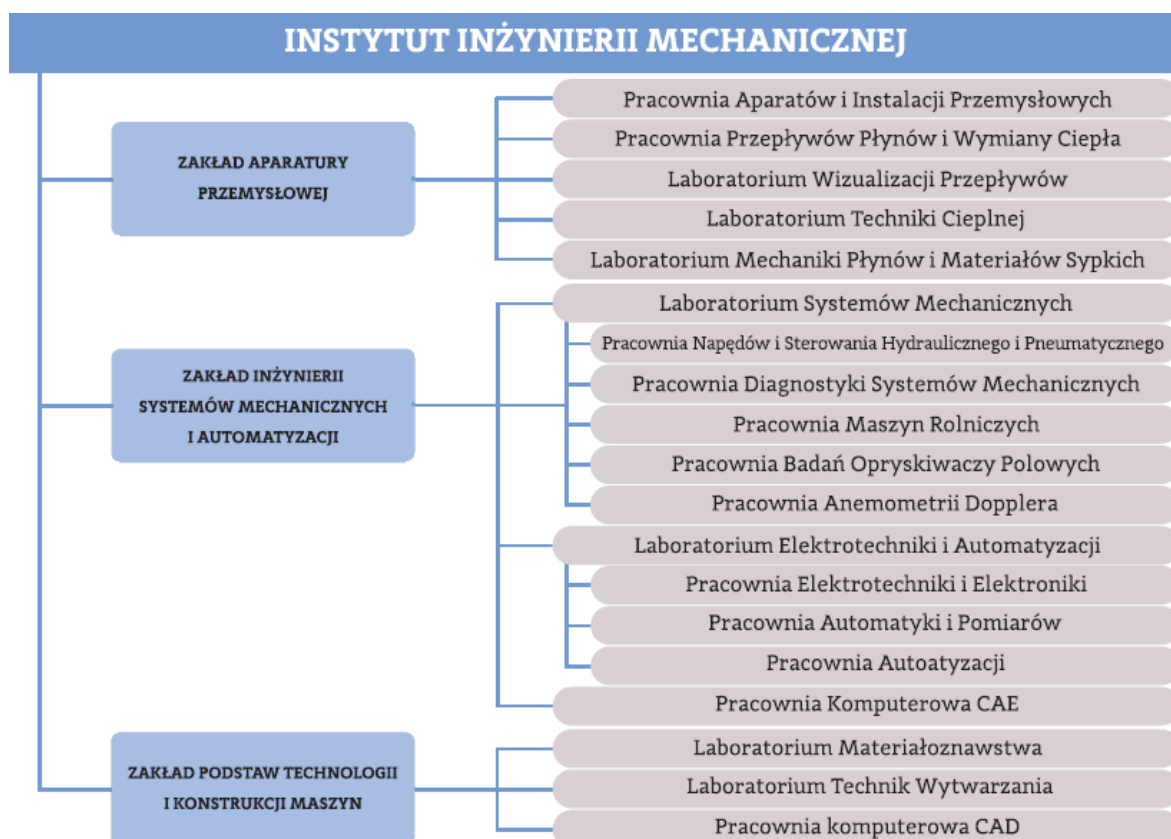 INSTYTUT INŻYNIERII MECHANICZNEJ
ZAKŁAD APARATURY
PRZEMYSŁOWEJ
Pracownia Aparatów i Instalacji Przemysłowych
Pracownia Przepływów Płynów i Wymiany Ciepła
Laboratorium Wizualizacji Przepływów
Laboratorium Techniki Cieplnej
Laboratorium Mechaniki Płynów i Materiałów Sypkich
ZAKŁAD INŻYNIERII
SYSTEMÓW MECHANICZNYCH
I AUTOMATYZACJI
Laboratorium Systemów Mechanicznych
Pracownia Napędów i Sterowania Hydraulicznego i Pneumatycznego
Pracownia Diagnostyki Systemów Mechanicznych
Pracownia Maszyn Rolniczych
Pracownia Badań Opryskiwaczy Polowych
Pracownia Anemometrii Dopplera
Laboratorium Elektrotechniki i Automatyzacji
Pracownia Elektrotechniki i Elektroniki
Pracownia Automatyki i Pomiarów
Pracownia Autoatyzacji
Pracownia Komputerowa CAE
ZAKŁAD PODSTAW TECHNOLOGII
I KONSTRUKCJI MASZYN
Laboratorium Materiałoznawstwa
Laboratorium Technik Wytwarzania
Pracownia komputerowa CAD